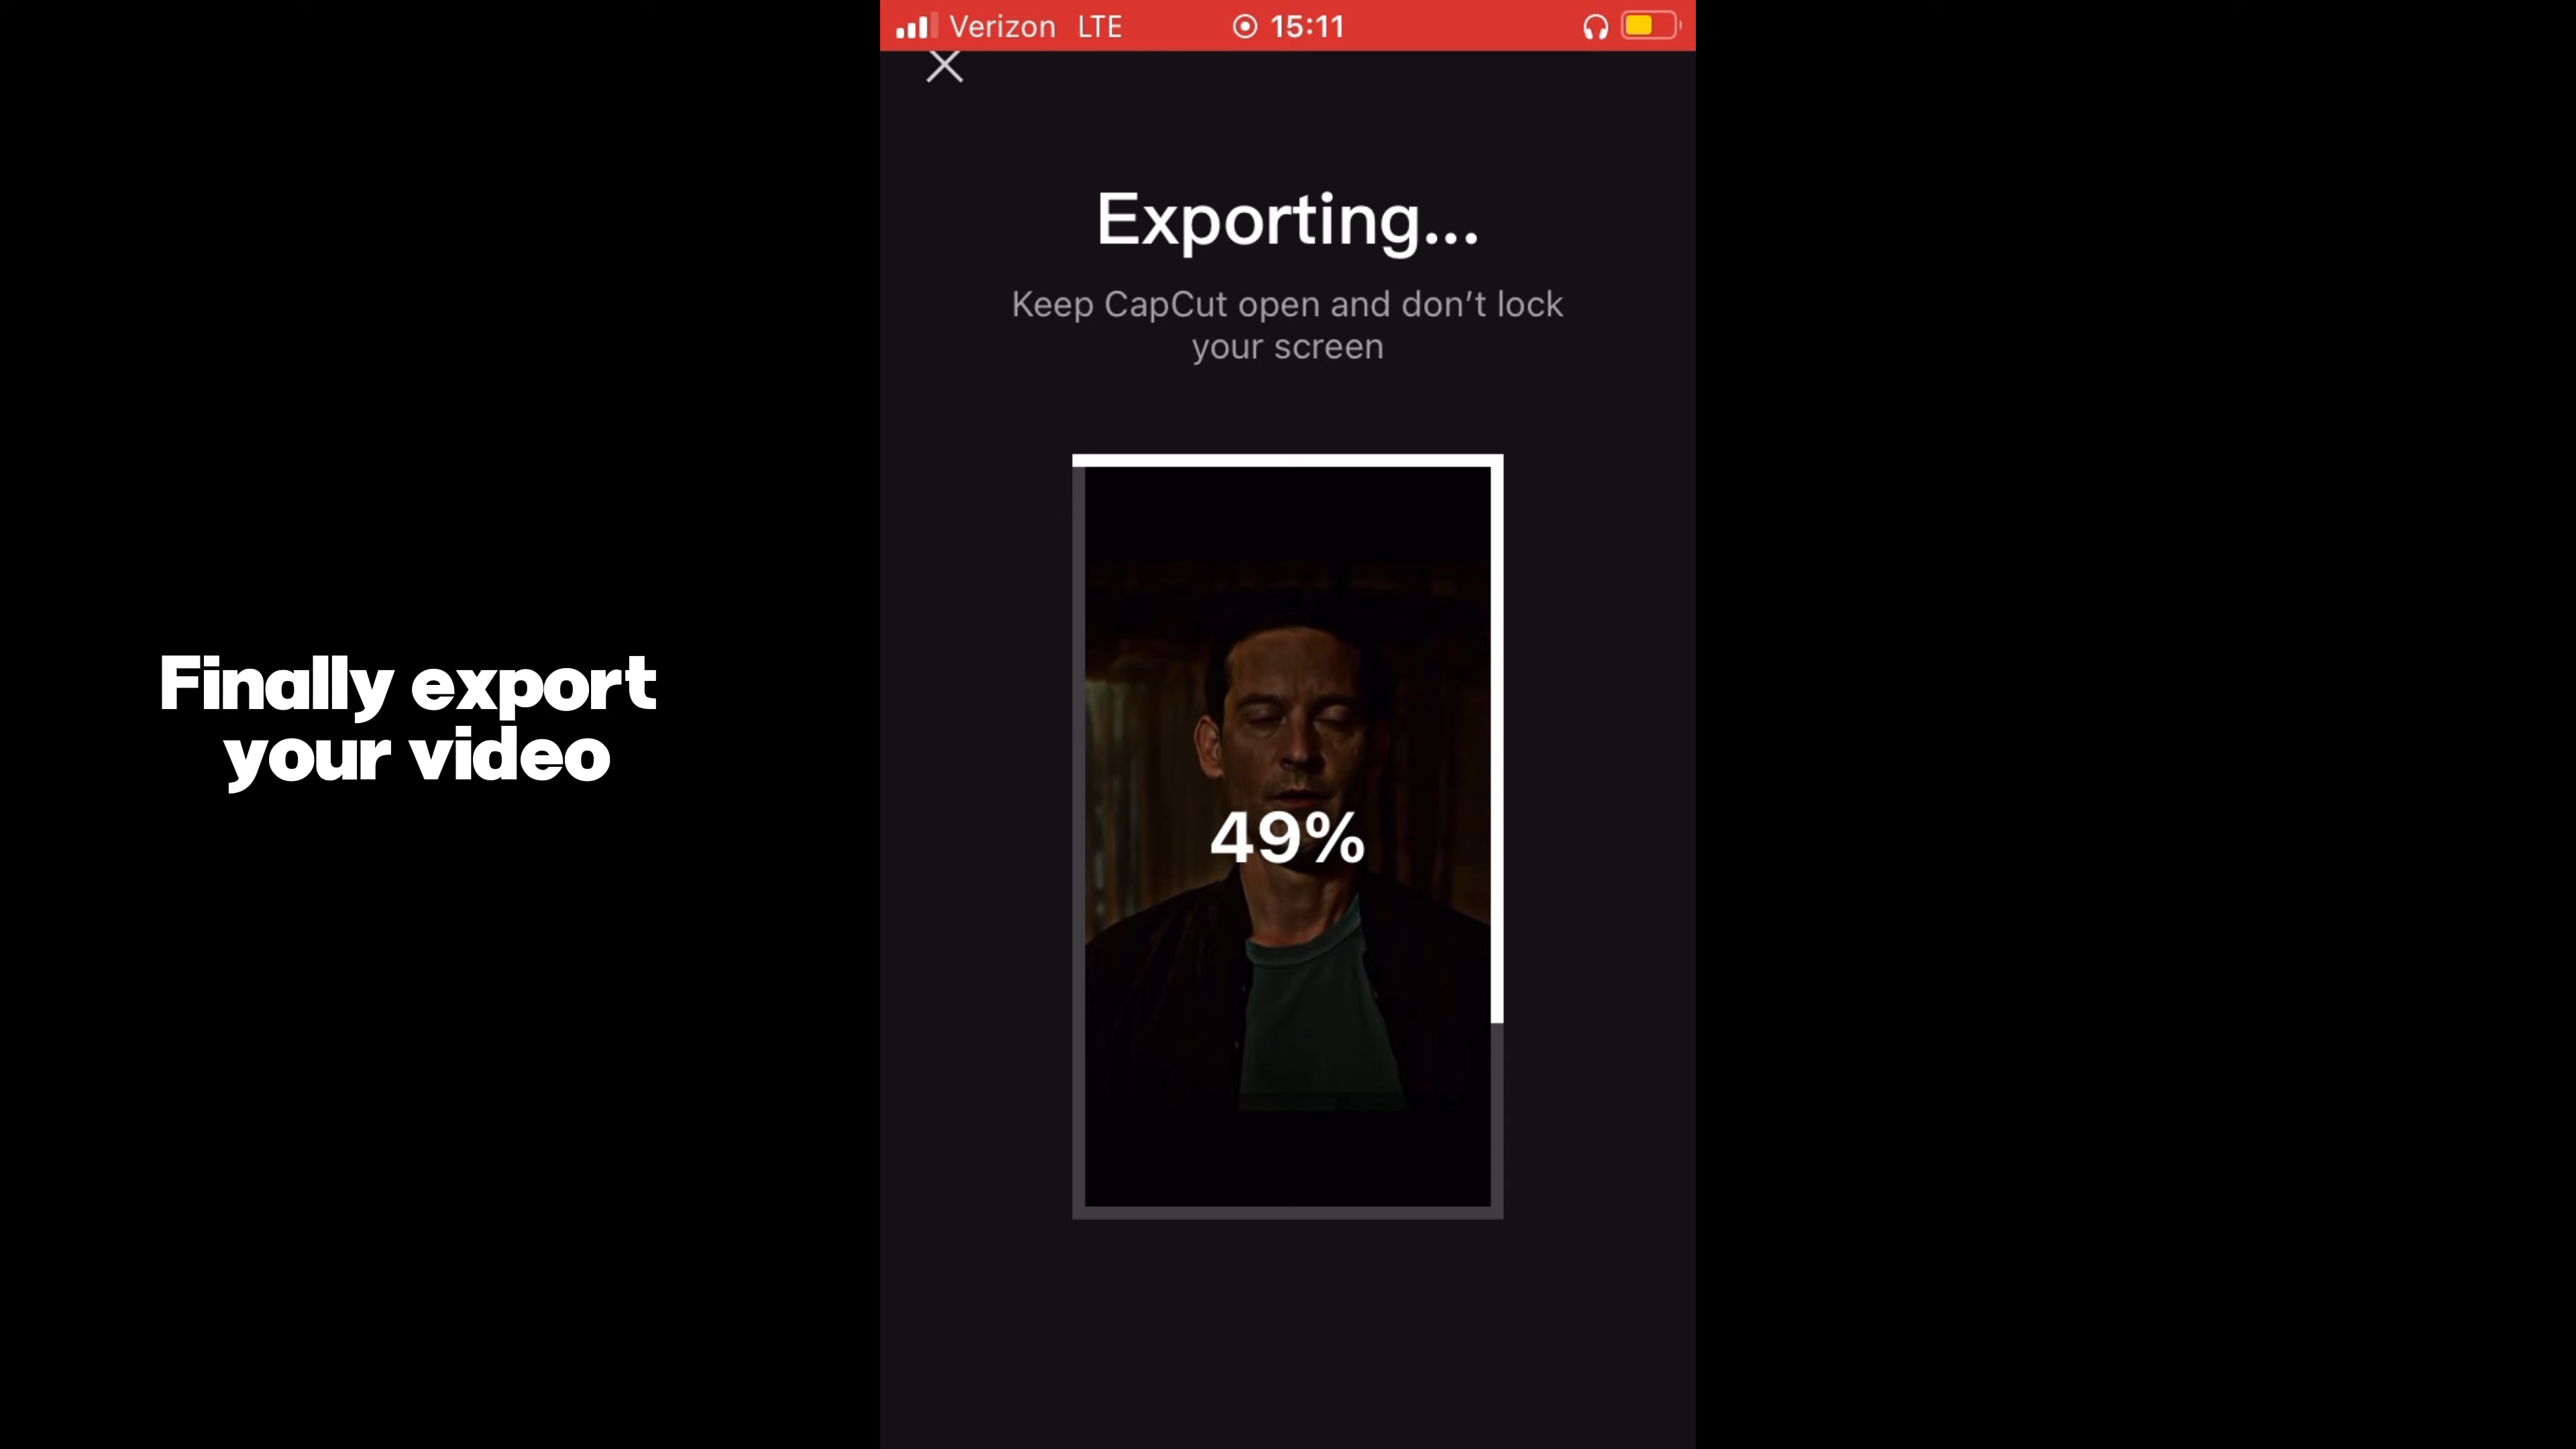 Verizon LTE 15:11
Exporting...
Keep CapCut open and don't lock
your screen
49%
Finally export
your video